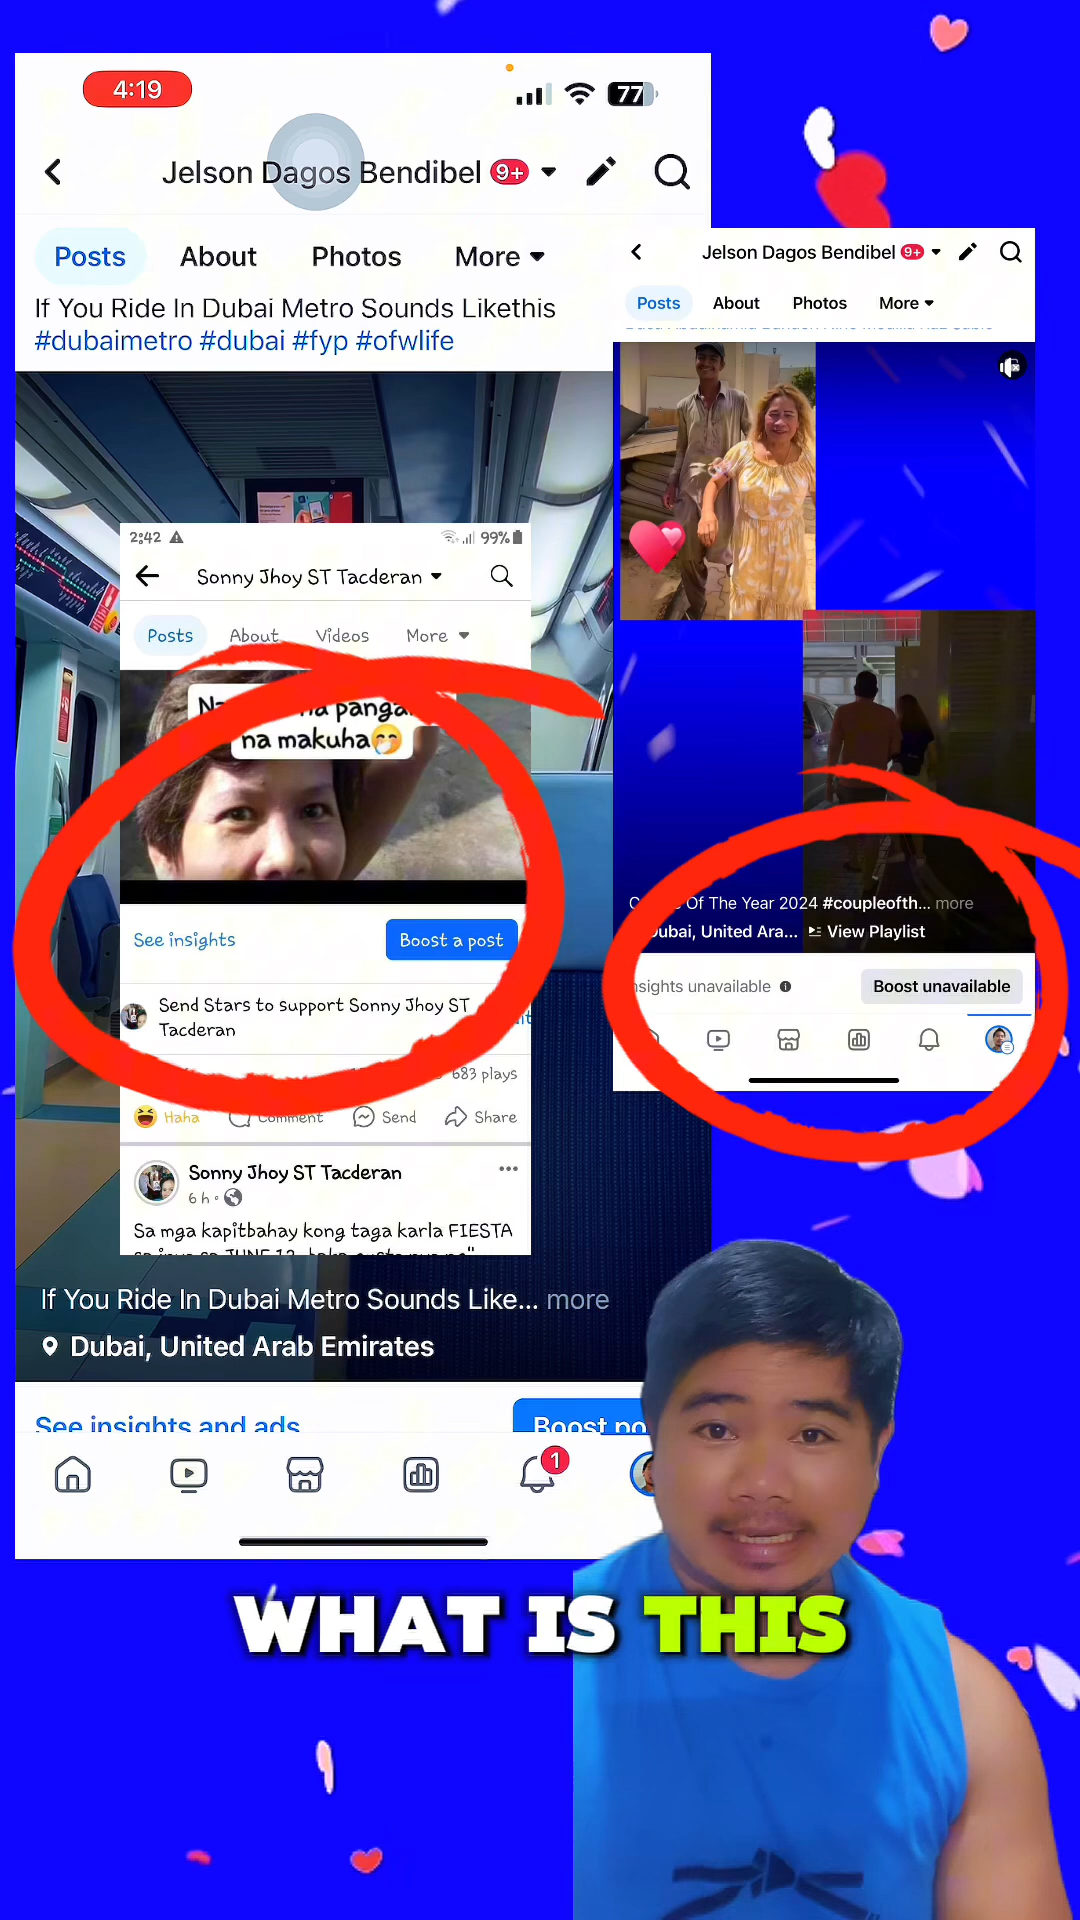 4:19
77
Jelson Dagos Bendibel 9+
Posts About Photos More
If You Ride In Dubai Metro Sounds Likethis
#dubaimetro #dubai #fyp #ofwlife
Jelson Dagos Bendibel 9+
Posts About Photos More
2:42 99%
Sonny Jhoy ST Tacderan
Posts About Videos More
na makuha🤭
See insights Boost a post
Send Stars to support Sonny Jhoy ST
Tacderan
683 plays
Haha Comment Send Share
Sonny Jhoy ST Tacderan
6 h
Sa mga kapitbahay kong taga karla FIESTA
Of The Year 2024 #coupleofth... more
Dubai, United Ara... View Playlist
Insights unavailable Boost unavailable
If You Ride In Dubai Metro Sounds Like... more
Dubai, United Arab Emirates
See insights and ads Boost po
1
WHAT IS THIS